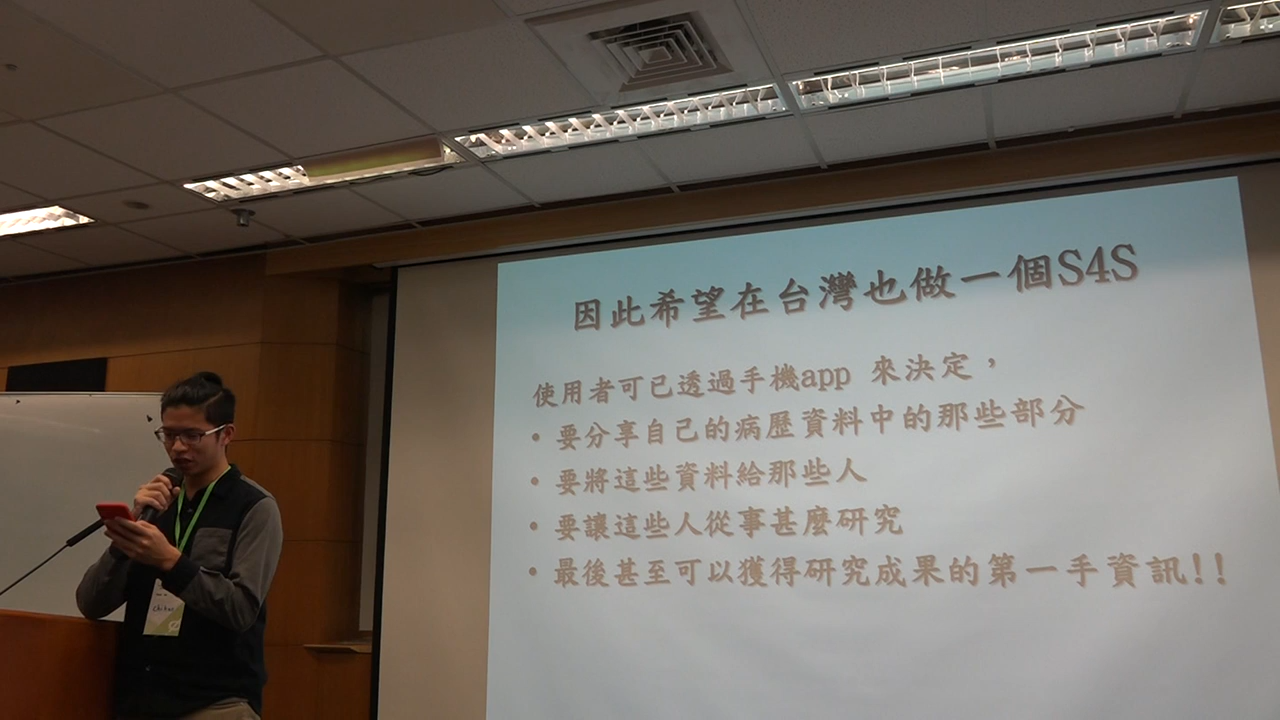 因此希望在台灣也做一個S4S
使用者可已透過手機app 來決定，
• 要分享自己的病歷資料中的那些部分
• 要將這些資料給那些人
• 要讓這些人從事甚麼研究
• 最後甚至可以獲得研究成果的第一手資訊!!